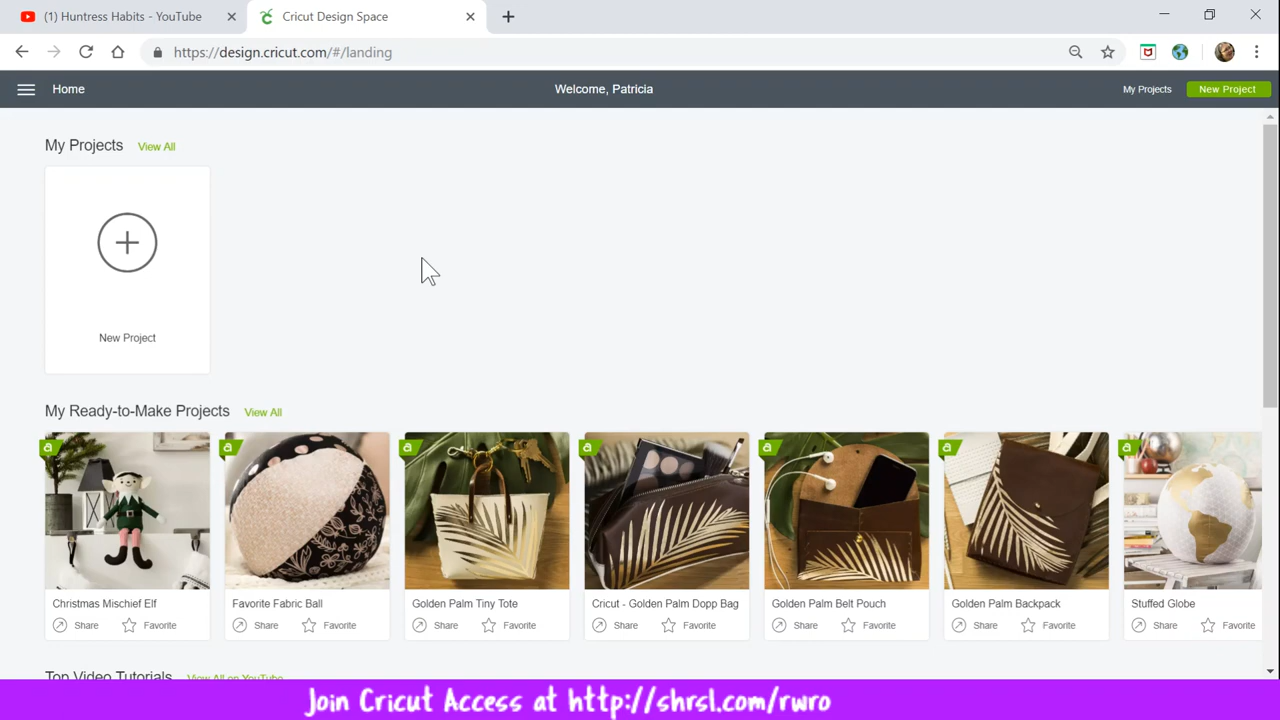 (1) Huntress Habits - YouTube
Cricut Design Space
https://design.cricut.com/#/landing
Home
Welcome, Patricia
My Projects
New Project
My Projects
View All
New Project
My Ready-to-Make Projects
View All
a
a
a
a
a
a
a
Christmas Mischief Elf
Favorite Fabric Ball
Golden Palm Tiny Tote
Cricut - Golden Palm Dopp Bag
Golden Palm Belt Pouch
Golden Palm Backpack
Stuffed Globe
Share Favorite
Share Favorite
Share Favorite
Share Favorite
Share Favorite
Share Favorite
Share Favorite
Top Video Tutorials
View All on YouTube
Join Cricut Access at http://shrsl.com/rwro